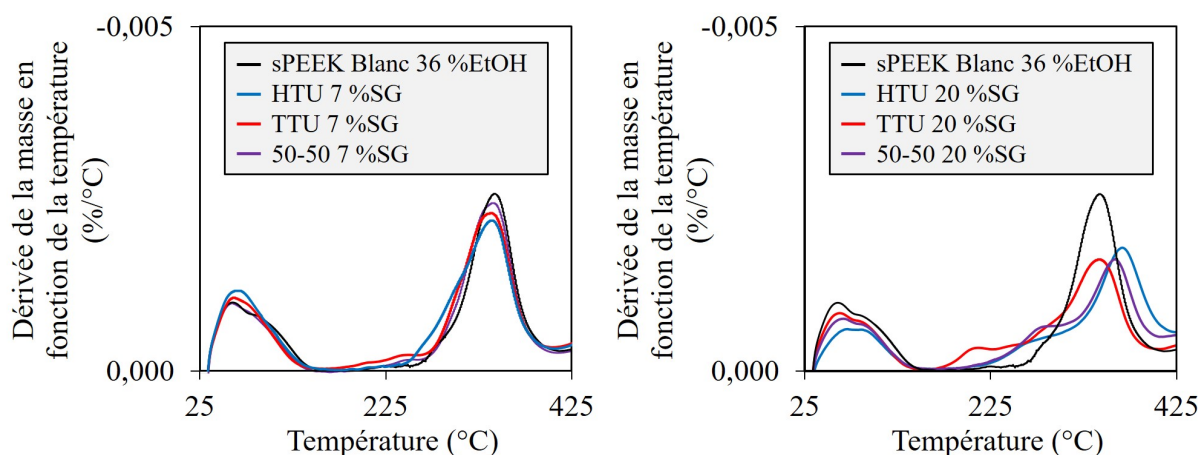 -0,005
Dérivée de la masse en
fonction de la température
(%/°C)
sPEEK Blanc 36 %EtOH
HTU 7 %SG
TTU 7 %SG
50-50 7 %SG
0,000
25
225
425
Température (°C)
-0,005
Dérivée de la masse en
fonction de la température
(%/°C)
sPEEK Blanc 36 %EtOH
HTU 20 %SG
TTU 20 %SG
50-50 20 %SG
0,000
25
225
425
Température (°C)